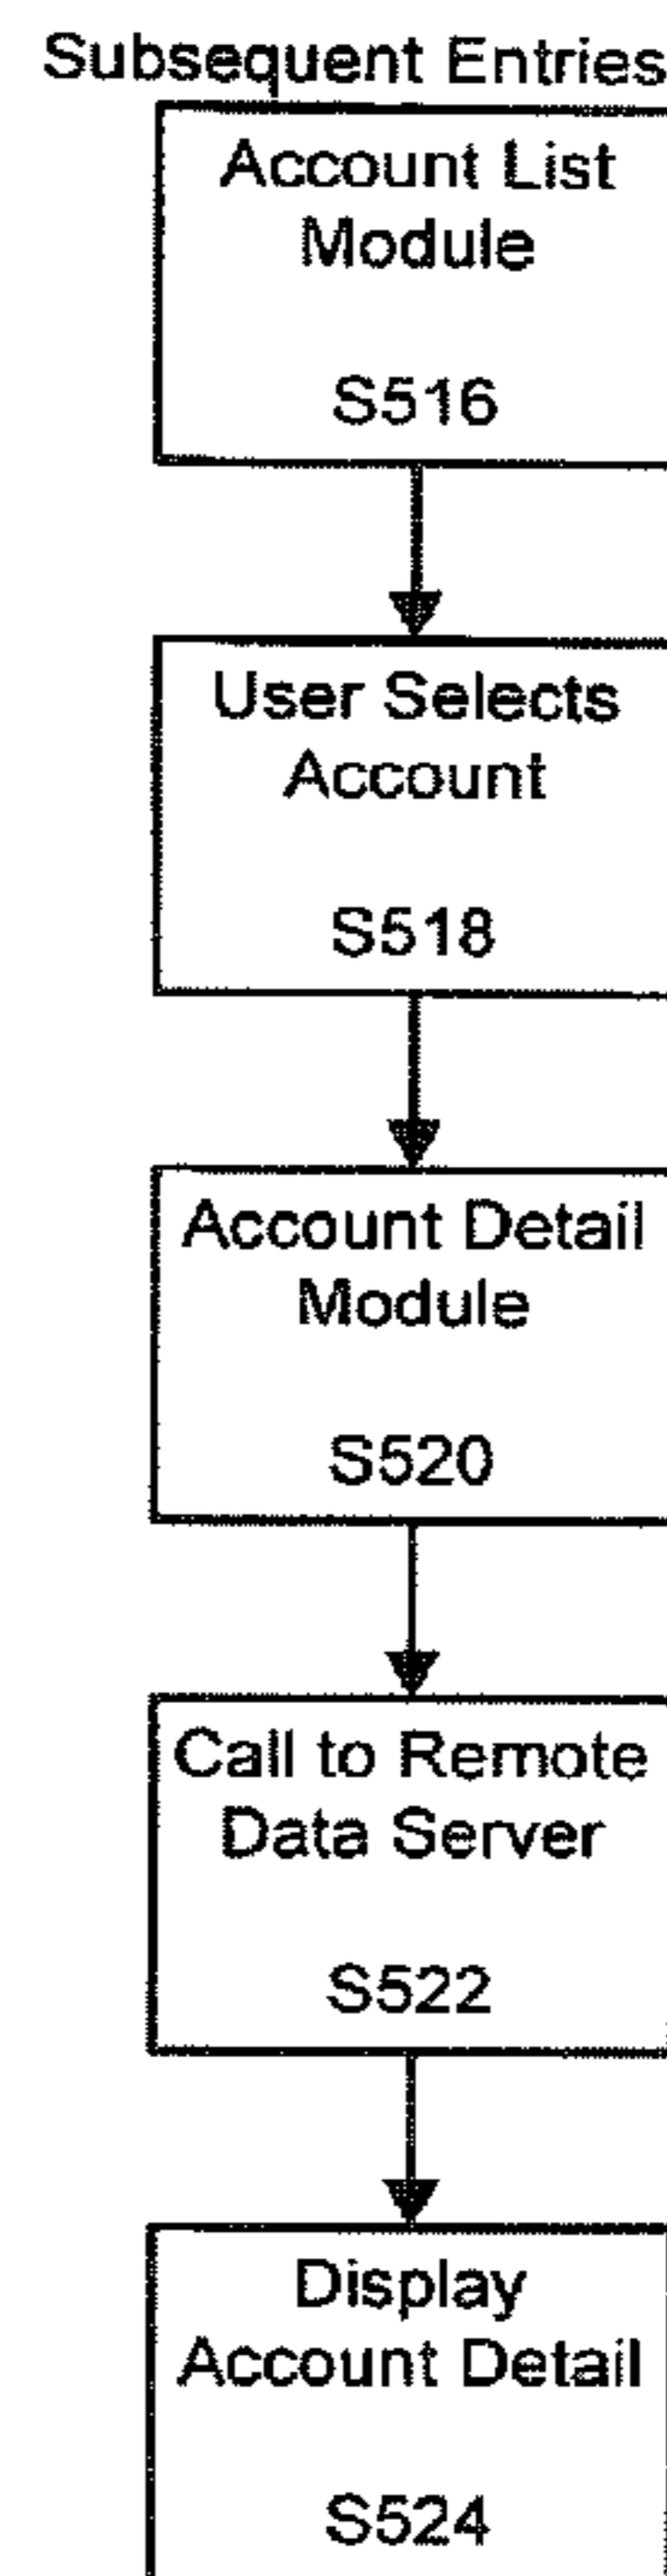 Subsequent Entries
Account List
Module
S516
User Selects
Account
S518
Account Detail
Module
S520
Call to Remote
Data Server
S522
Display
Account Detail
S524